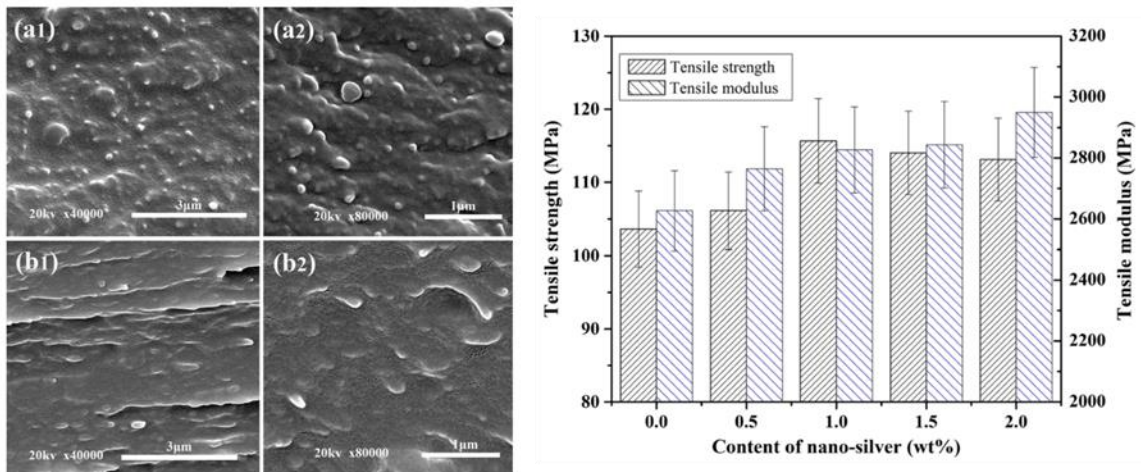 (a1)
20kv x40000
3μm
(a2)
20kv x80000
1μm
(b1)
20kv x40000
3μm
(b2)
20kv x80000
1μm
Tensile strength (MPa)
130
120
110
100
90
80
Tensile strength
Tensile modulus
3200
3000
2800
2600
2400
2200
2000
Tensile modulus (MPa)
0.0 0.5 1.0 1.5 2.0
Content of nano-silver (wt%)